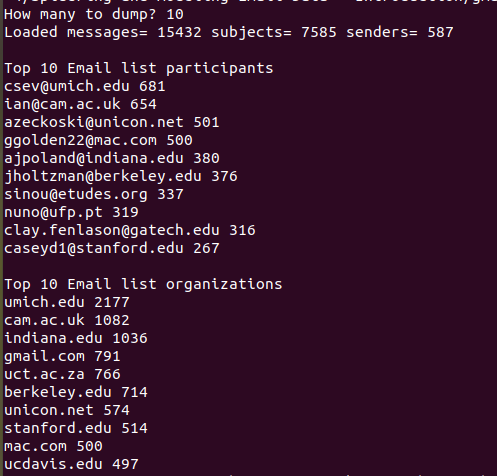 How many to dump? 10
Loaded messages= 15432 subjects= 7585 senders= 587
Top 10 Email list participants
csev@umich.edu 681
ian@cam.ac.uk 654
azeckoski@unicon.net 501
ggolden22@mac.com 500
ajpoland@indiana.edu 380
jholtzman@berkeley.edu 376
sinou@etudes.org 337
nuno@ufp.pt 319
clay.fenlason@gatech.edu 316
caseyd1@stanford.edu 267
Top 10 Email list organizations
umich.edu 2177
cam.ac.uk 1082
indiana.edu 1036
gmail.com 791
uct.ac.za 766
berkeley.edu 714
unicon.net 574
stanford.edu 514
mac.com 500
ucdavis.edu 497